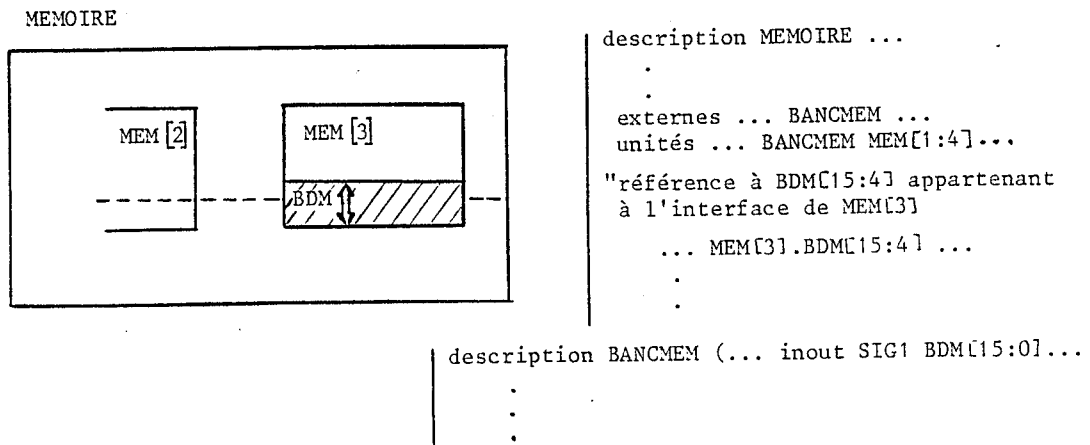 MEMOIRE
MEM [2]
MEM [3]
BDM
description MEMOIRE ...
.
.
externes ... BANCMEM ...
unités ... BANCMEM MEM[1:4]...
"référence à BDM[15:4] appartenant
à l'interface de MEM[3]
... MEM[3].BDM[15:4] ...
.
.
description BANCMEM (... inout SIG1 BDM[15:0]...
.
.
.